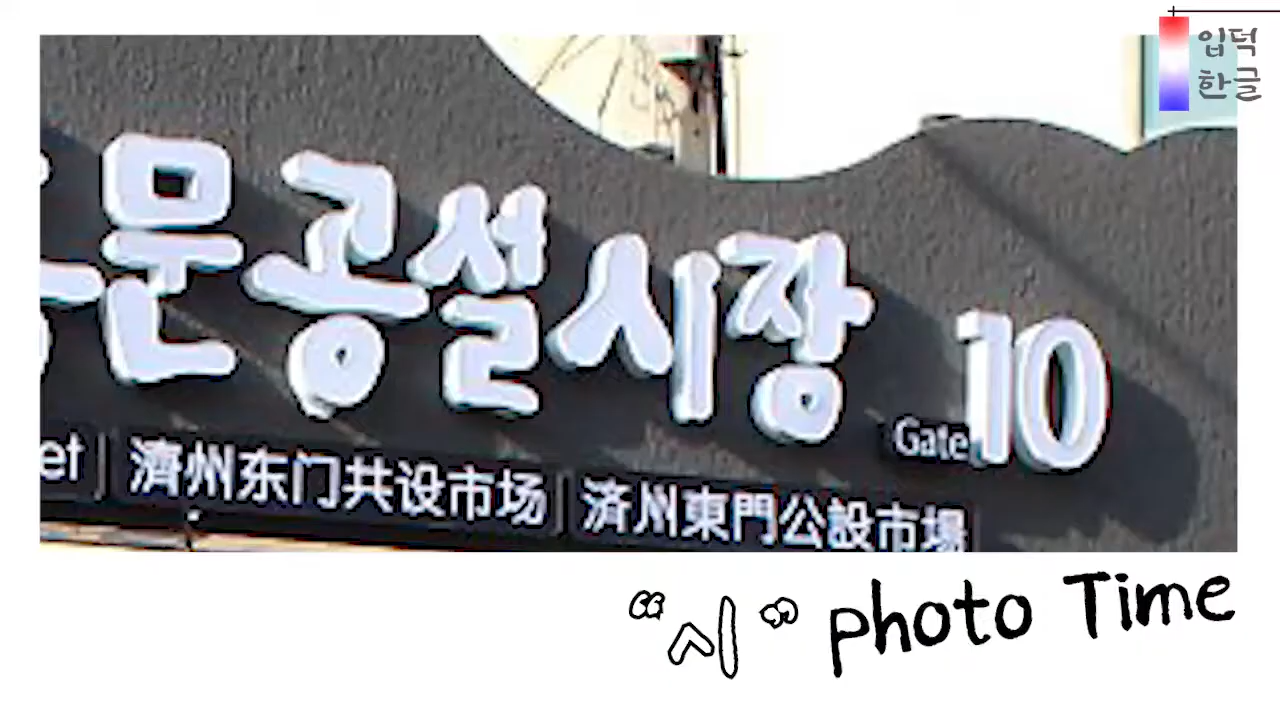 입덕
한글
문공설시장
Gate 10
et | 濟州东门共设市场 | 済州東門公設市場
“시” photo Time